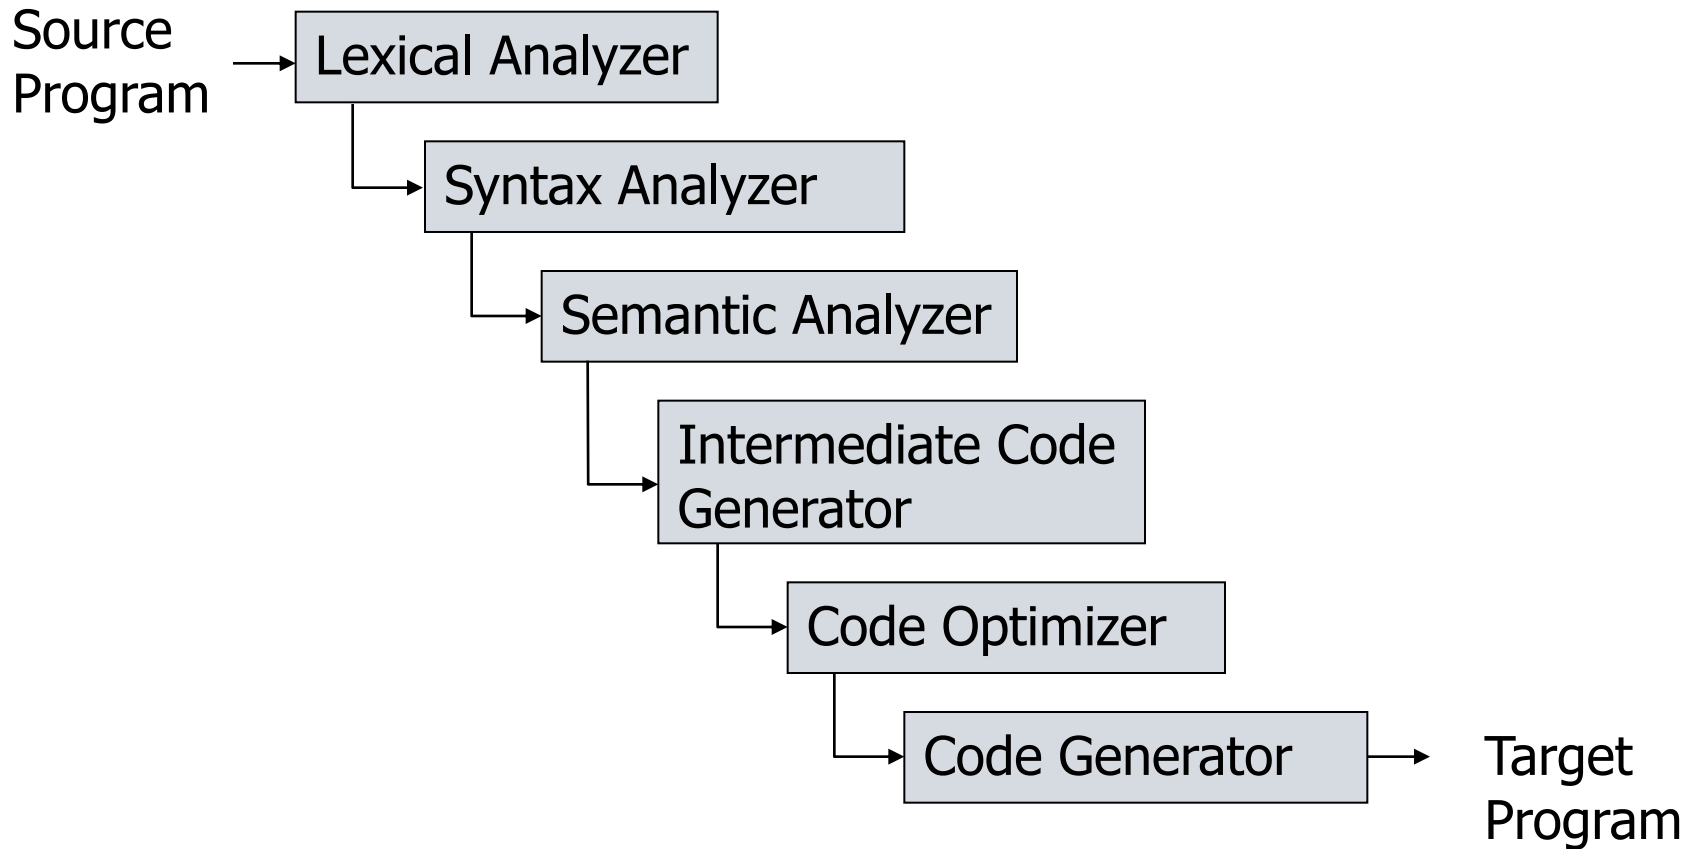 Source
Program
Lexical Analyzer
Syntax Analyzer
Semantic Analyzer
Intermediate Code
Generator
Code Optimizer
Code Generator
Target
Program